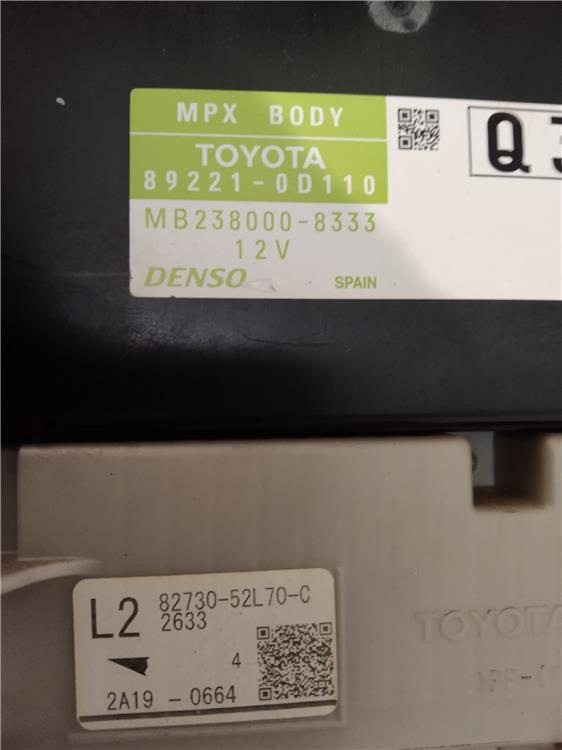 MPX BODY
TOYOTA
89221-0D110
MB238000-8333
12V
DENSO SPAIN
Q
L2 82730-52L70-C
2633
4
2A19 - 0664
TOYOTA